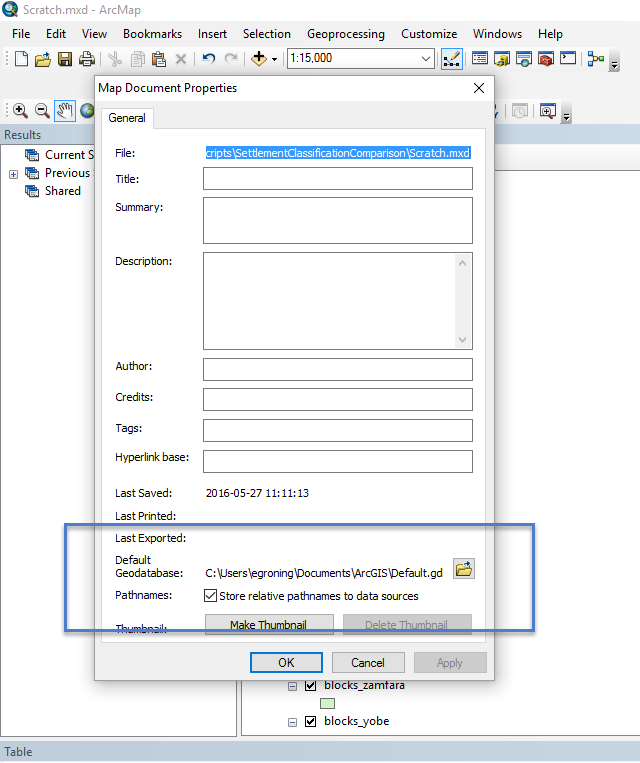 Scratch.mxd - ArcMap
File Edit View Bookmarks Insert Selection Geoprocessing Customize Windows Help
1:15,000
Map Document Properties
General
Results
Current S
Previous
Shared
File: cripts\SettlementClassificationComparison\Scratch.mxd
Title:
Summary:
Description:
Author:
Credits:
Tags:
Hyperlink base:
Last Saved: 2016-05-27 11:11:13
Last Printed:
Last Exported:
Default
Geodatabase: C:\Users\egroning\Documents\ArcGIS\Default.gd
Pathnames: Store relative pathnames to data sources
Thumbnail: Make Thumbnail Delete Thumbnail
OK Cancel Apply
blocks_zamfara
blocks_yobe
Table